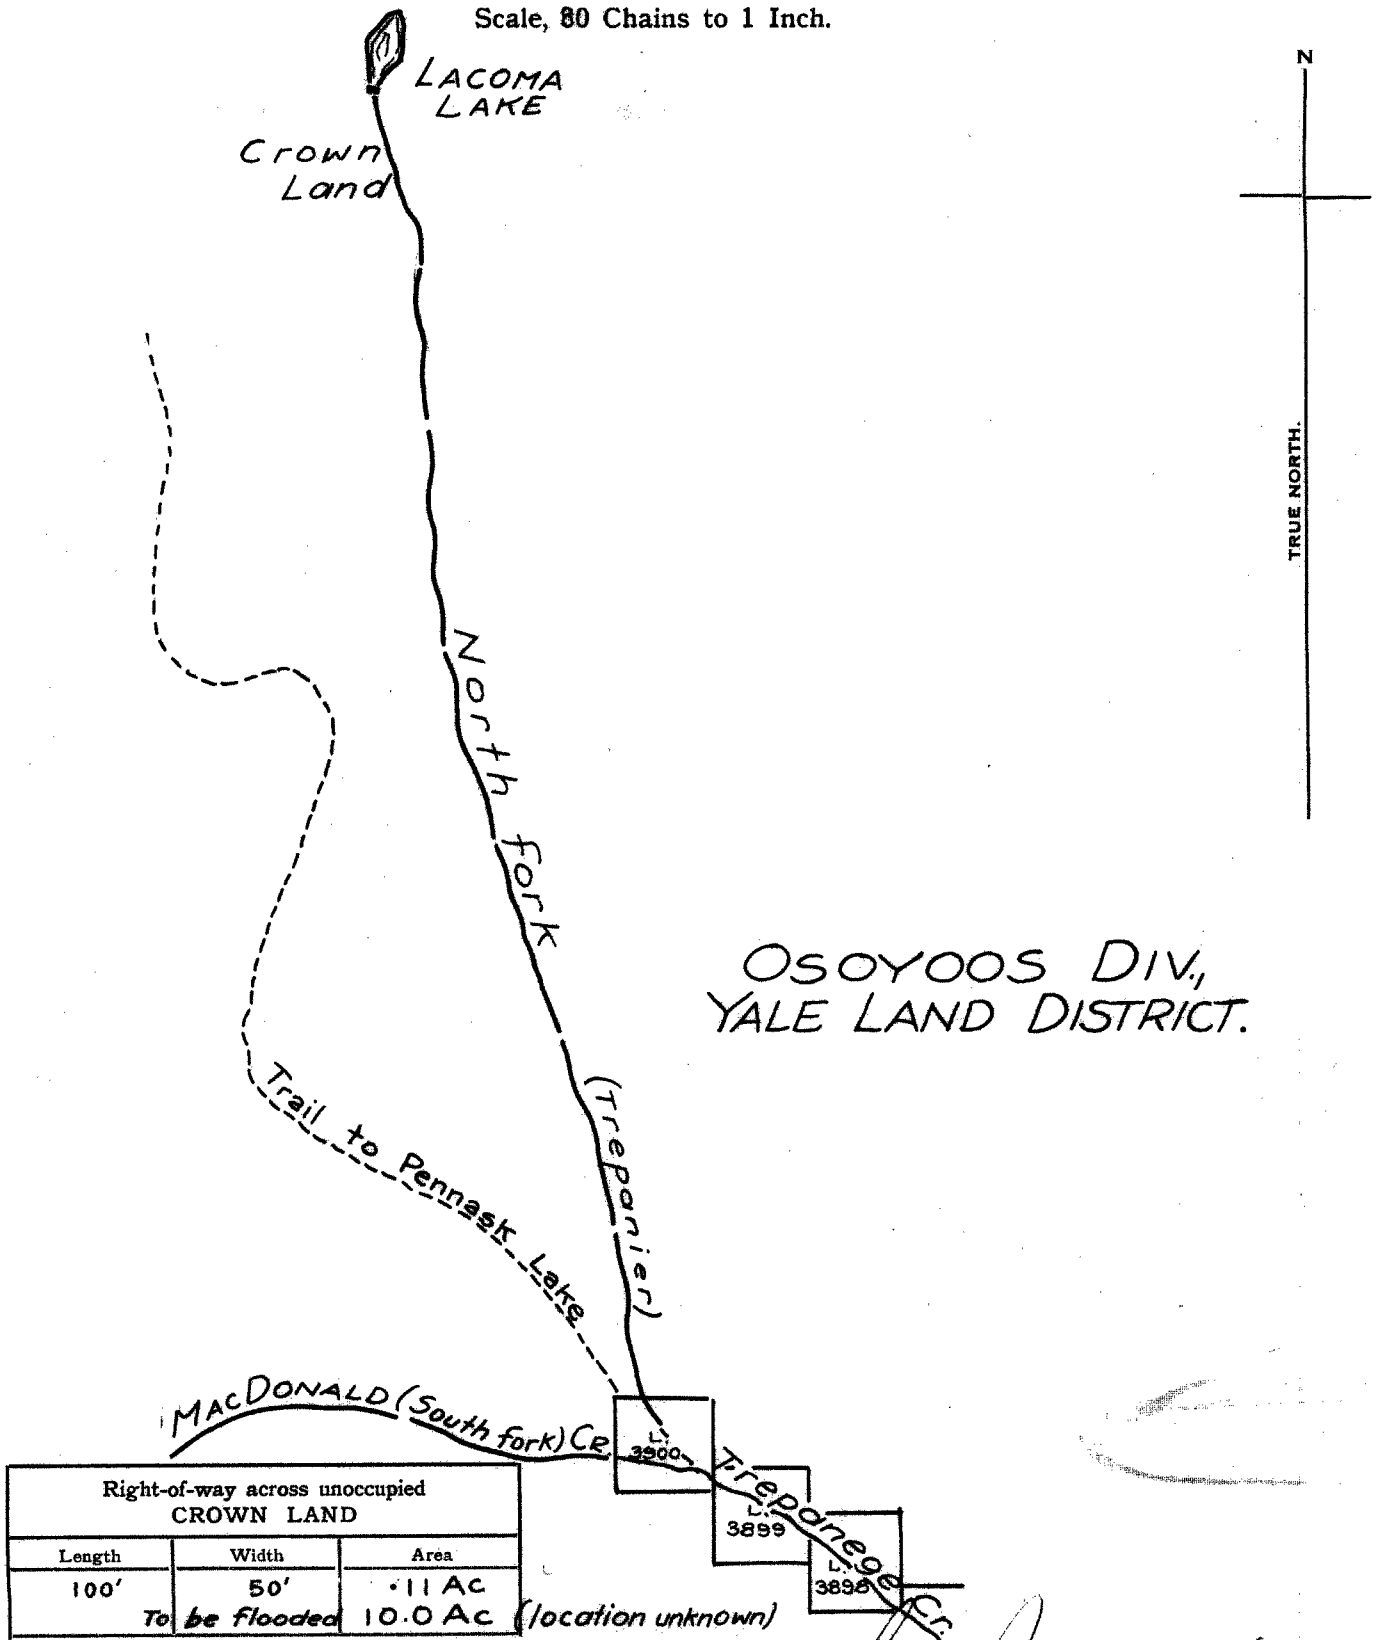 Scale, 80 Chains to 1 Inch.
N
LACOMA
LAKE
Crown
Land
TRUE NORTH.
North fork
(Trepanier)
OSOYOOS DIV.,
YALE LAND DISTRICT.
Trail to Pennask Lake
MACDONALD (South fork) CR
L.
3900
Trepanege Cr.
L.
3899
L.
3898
Right-of-way across unoccupied
CROWN LAND
Length Width Area
100' 50' .11 Ac
To be flooded 10.0 Ac (location unknown)